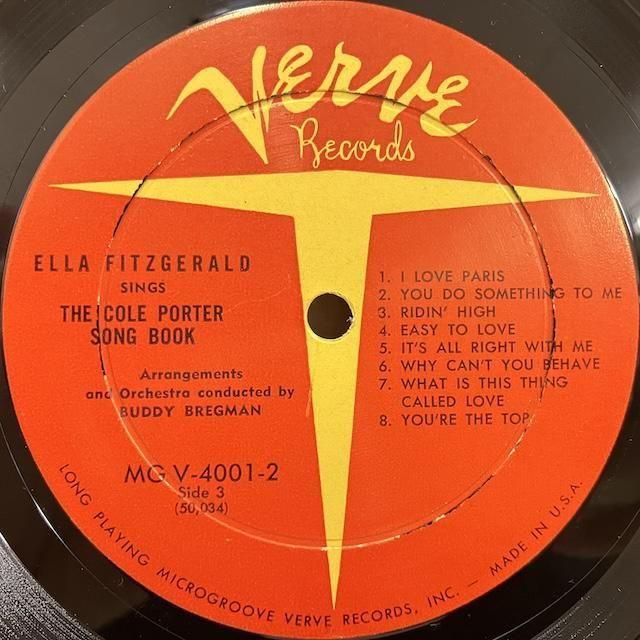 Verve
Records
ELLA FITZGERALD
SINGS
THE COLE PORTER
SONG BOOK
Arrangements
and Orchestra conducted by
BUDDY BREGMAN
MG V-4001-2
Side 3
(50,034)
1. I LOVE PARIS
2. YOU DO SOMETHING TO ME
3. RIDIN' HIGH
4. EASY TO LOVE
5. IT'S ALL RIGHT WITH ME
6. WHY CAN'T YOU BEHAVE
7. WHAT IS THIS THING
CALLED LOVE
8. YOU'RE THE TOP
LONG PLAYING MICROGROOVE VERVE RECORDS, INC. — MADE IN U.S.A.